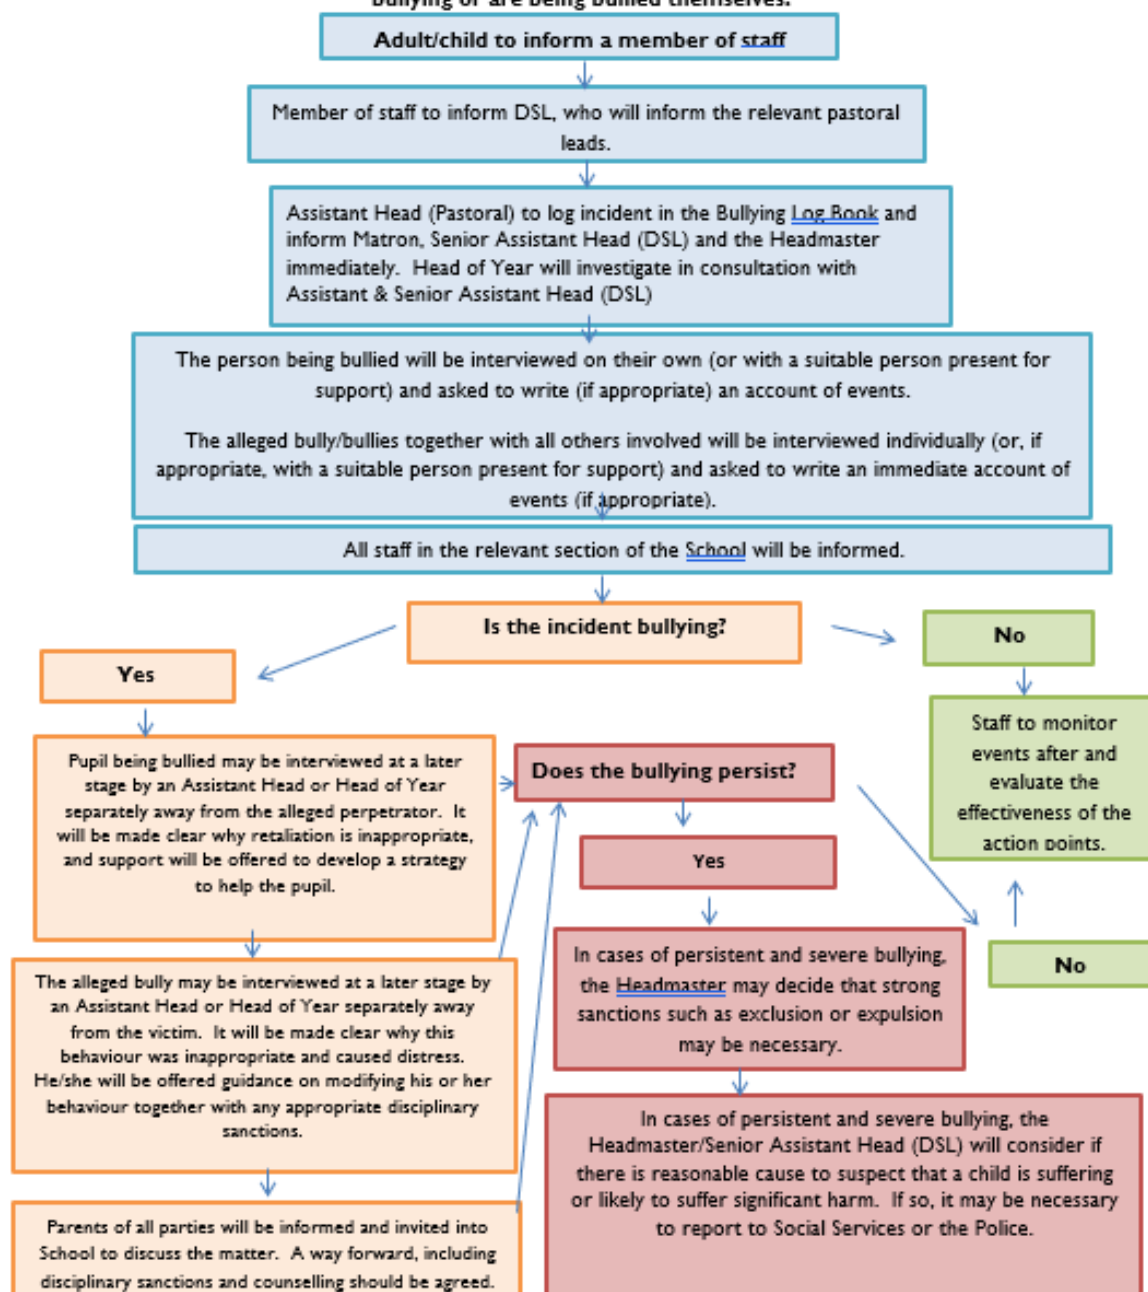 bullying or are being bullied themselves.
Adult/child to inform a member of staff
Member of staff to inform DSL, who will inform the relevant pastoral
leads.
Assistant Head (Pastoral) to log incident in the Bullying Log Book and
inform Matron, Senior Assistant Head (DSL) and the Headmaster
immediately. Head of Year will investigate in consultation with
Assistant & Senior Assistant Head (DSL)
The person being bullied will be interviewed on their own (or with a suitable person present for
support) and asked to write (if appropriate) an account of events.
The alleged bully/bullies together with all others involved will be interviewed individually (or, if
appropriate, with a suitable person present for support) and asked to write an immediate account of
events (if appropriate).
All staff in the relevant section of the School will be informed.
Is the incident bullying?
No
Staff to monitor
events after and
evaluate the
effectiveness of the
action points.
Yes
Pupil being bullied may be interviewed at a later
stage by an Assistant Head or Head of Year
separately away from the alleged perpetrator. It
will be made clear why retaliation is inappropriate,
and support will be offered to develop a strategy
to help the pupil.
The alleged bully may be interviewed at a later stage by
an Assistant Head or Head of Year separately away
from the victim. It will be made clear why this
behaviour was inappropriate and caused distress.
He/she will be offered guidance on modifying his or her
behaviour together with any appropriate disciplinary
sanctions.
Parents of all parties will be informed and invited into
School to discuss the matter. A way forward, including
disciplinary sanctions and counselling should be agreed.
Does the bullying persist?
Yes
In cases of persistent and severe bullying,
the Headmaster may decide that strong
sanctions such as exclusion or expulsion
may be necessary.
In cases of persistent and severe bullying, the
Headmaster/Senior Assistant Head (DSL) will consider if
there is reasonable cause to suspect that a child is suffering
or likely to suffer significant harm. If so, it may be necessary
to report to Social Services or the Police.
No